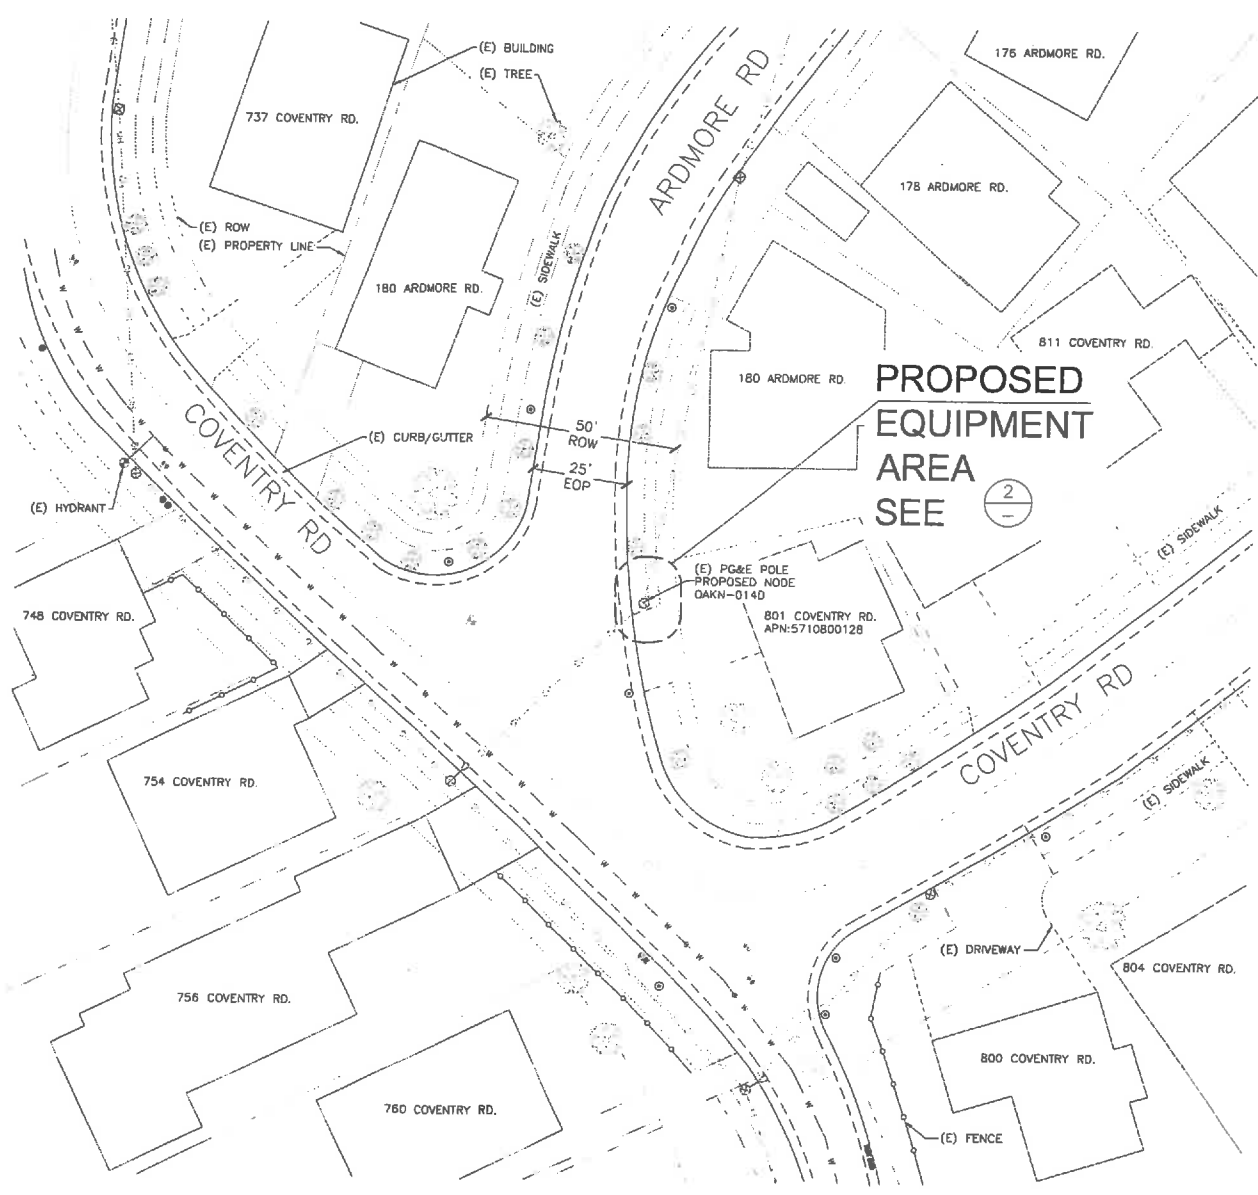 (E) BUILDING
(E) TREE
176 ARDMORE RD.
737 COVENTRY RD.
ARDMORE RD
178 ARDMORE RD.
(E) ROW
(E) PROPERTY LINE
(E) SIDEWALK
180 ARDMORE RD.
811 COVENTRY RD.
180 ARDMORE RD.
PROPOSED
EQUIPMENT
AREA
SEE
2
–
50'
ROW
25'
EOP
COVENTRY RD
(E) CURB/GUTTER
(E) HYDRANT
(E) SIDEWALK
(E) PG&E POLE
PROPOSED NODE
OAKN-014D
801 COVENTRY RD.
APN:5710800128
748 COVENTRY RD.
COVENTRY RD
754 COVENTRY RD.
(E) SIDEWALK
(E) DRIVEWAY
804 COVENTRY RD.
756 COVENTRY RD.
800 COVENTRY RD.
760 COVENTRY RD.
(E) FENCE